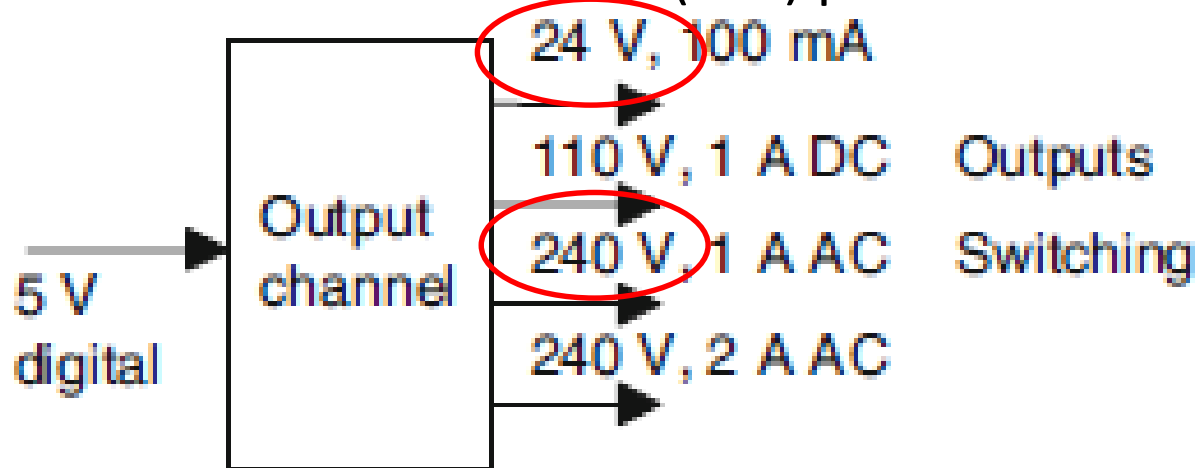 24 V, 100 mA
110 V, 1 A DC Outputs
Output
240 V, 1 A AC Switching
5 V
channel
digital
240 V, 2 A AC